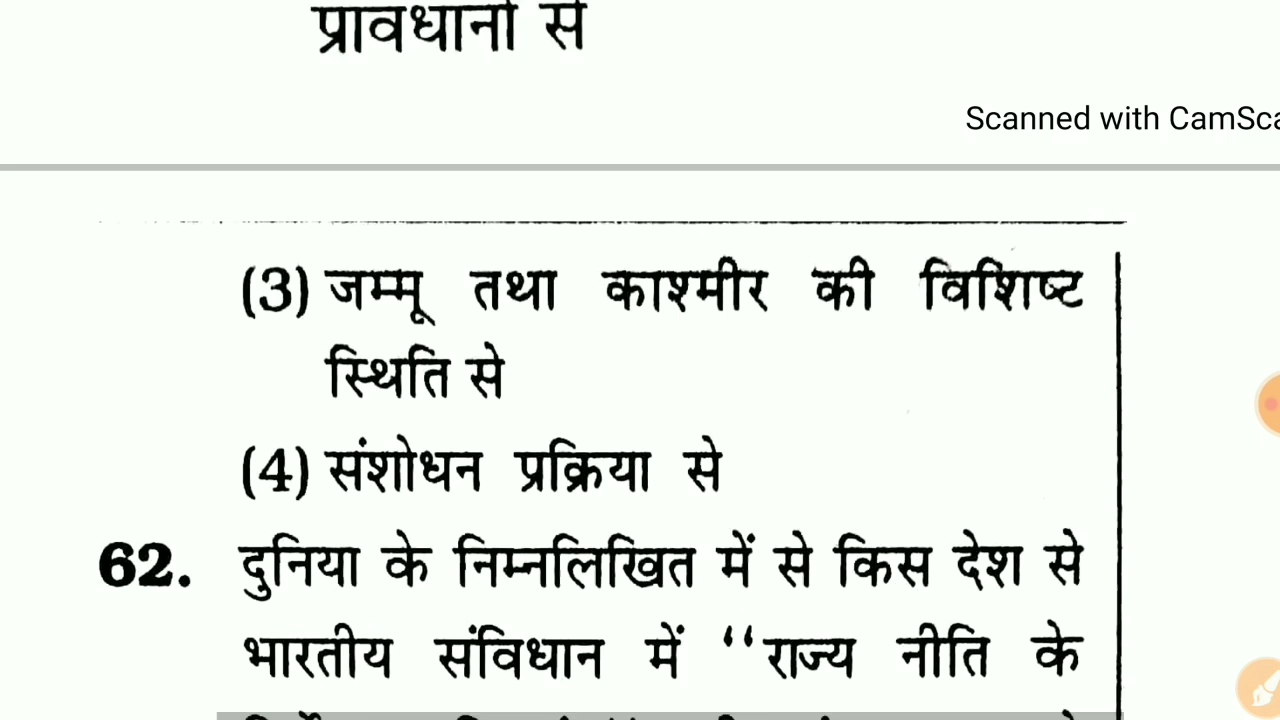 प्रावधानों से
Scanned with CamSca
(3) जम्मू तथा काश्मीर की विशिष्ट
स्थिति से
(4) संशोधन प्रक्रिया से
62. दुनिया के निम्नलिखित में से किस देश से
भारतीय संविधान में ‘‘राज्य नीति के